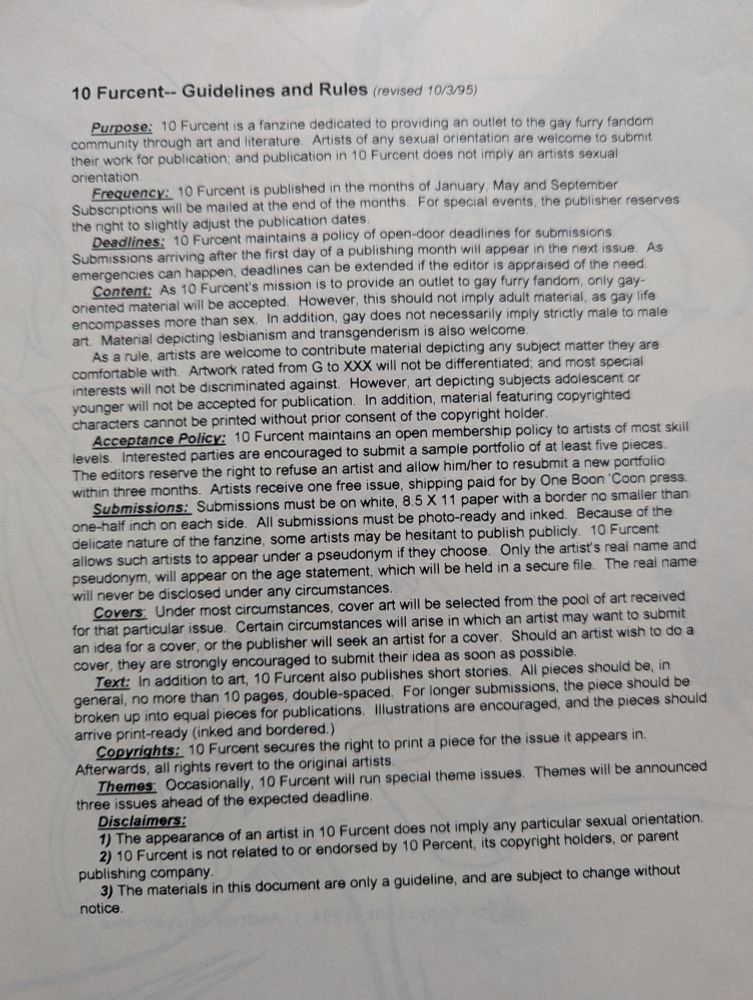 10 Furcent-- Guidelines and Rules (revised 10/3/95)
Purpose: 10 Furcent is a fanzine dedicated to providing an outlet to the gay furry fandom
community through art and literature. Artists of any sexual orientation are welcome to submit
their work for publication; and publication in 10 Furcent does not imply an artists sexual
orientation.
Frequency: 10 Furcent is published in the months of January, May and September.
Subscriptions will be mailed at the end of the months. For special events, the publisher reserves
the right to slightly adjust the publication dates.
Deadlines: 10 Furcent maintains a policy of open-door deadlines for submissions.
Submissions arriving after the first day of a publishing month will appear in the next issue. As
emergencies can happen, deadlines can be extended if the editor is appraised of the need.
Content: As 10 Furcent's mission is to provide an outlet to gay furry fandom, only gay-
oriented material will be accepted. However, this should not imply adult material, as gay life
encompasses more than sex. In addition, gay does not necessarily imply strictly male to male
art. Material depicting lesbianism and transgenderism is also welcome.
As a rule, artists are welcome to contribute material depicting any subject matter they are
comfortable with. Artwork rated from G to XXX will not be differentiated; and most special
interests will not be discriminated against. However, art depicting subjects adolescent or
younger will not be accepted for publication. In addition, material featuring copyrighted
characters cannot be printed without prior consent of the copyright holder.
Acceptance Policy: 10 Furcent maintains an open membership policy to artists of most skill
levels. Interested parties are encouraged to submit a sample portfolio of at least five pieces.
The editors reserve the right to refuse an artist and allow him/her to resubmit a new portfolio
within three months. Artists receive one free issue, shipping paid for by One Boon 'Coon press.
Submissions: Submissions must be on white, 8.5 X 11 paper with a border no smaller than
one-half inch on each side. All submissions must be photo-ready and inked. Because of the
delicate nature of the fanzine, some artists may be hesitant to publish publicly. 10 Furcent
allows such artists to appear under a pseudonym if they choose. Only the artist's real name and
pseudonym, will appear on the age statement, which will be held in a secure file. The real name
will never be disclosed under any circumstances.
Covers: Under most circumstances, cover art will be selected from the pool of art received
for that particular issue. Certain circumstances will arise in which an artist may want to submit
an idea for a cover, or the publisher will seek an artist for a cover. Should an artist wish to do a
cover, they are strongly encouraged to submit their idea as soon as possible.
Text: In addition to art, 10 Furcent also publishes short stories. All pieces should be, in
general, no more than 10 pages, double-spaced. For longer submissions, the piece should be
broken up into equal pieces for publications. Illustrations are encouraged, and the pieces should
arrive print-ready (inked and bordered.)
Copyrights: 10 Furcent secures the right to print a piece for the issue it appears in.
Afterwards, all rights revert to the original artists.
Themes: Occasionally, 10 Furcent will run special theme issues. Themes will be announced
three issues ahead of the expected deadline.
Disclaimers:
1) The appearance of an artist in 10 Furcent does not imply any particular sexual orientation.
2) 10 Furcent is not related to or endorsed by 10 Percent, its copyright holders, or parent
publishing company.
3) The materials in this document are only a guideline, and are subject to change without
notice.